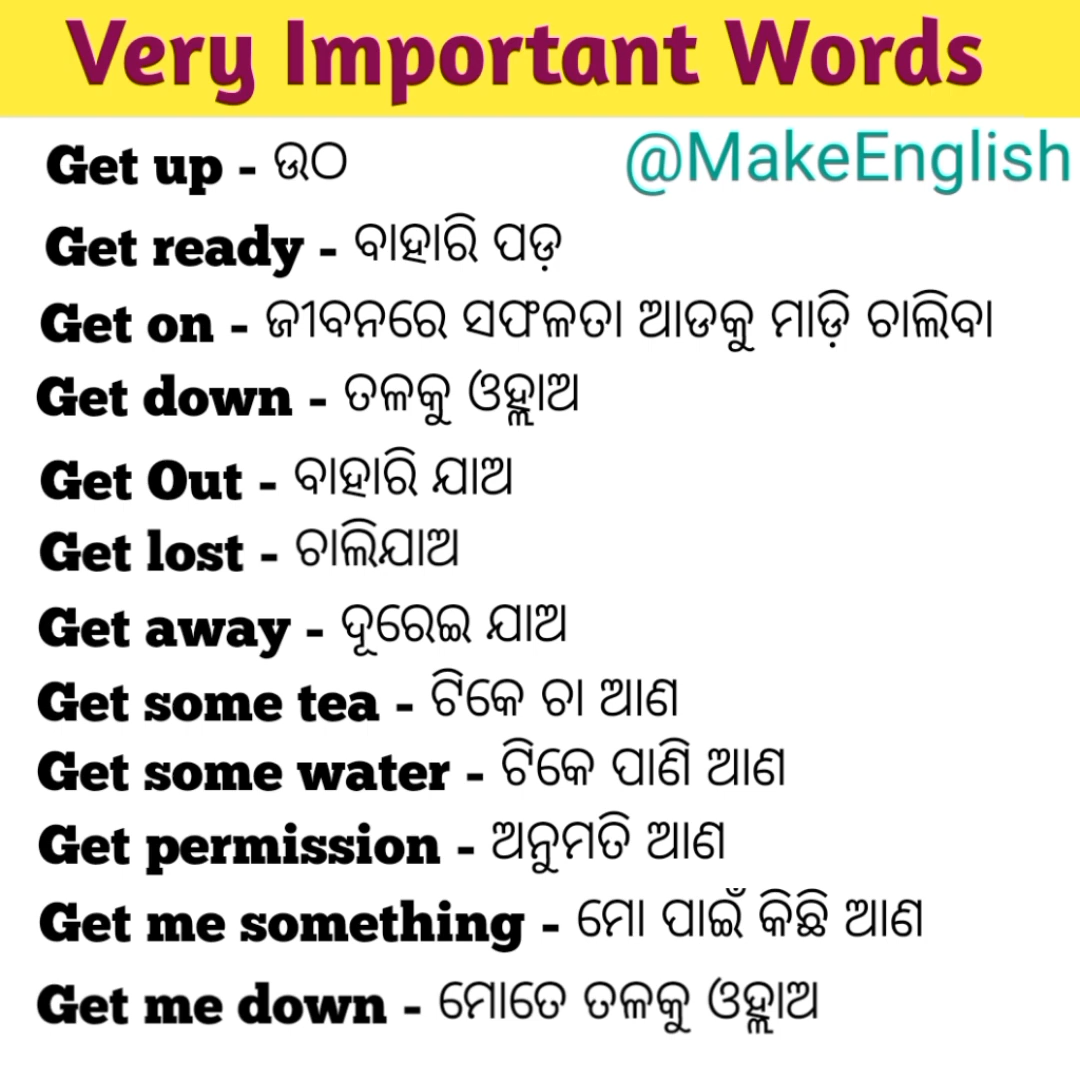 Very Important Words
@MakeEnglish
Get up - ଉଠ
Get ready - ବାହାରି ପଡ଼
Get on - ଜୀବନରେ ସଫଳତା ଆଡକୁ ମାଡ଼ି ଚାଲିବା
Get down - ତଳକୁ ଓହ୍ଲାଅ
Get Out - ବାହାରି ଯାଅ
Get lost - ଚାଲିଯାଅ
Get away - ଦୂରେଇ ଯାଅ
Get some tea - ଟିକେ ଚା ଆଣ
Get some water - ଟିକେ ପାଣି ଆଣ
Get permission - ଅନୁମତି ଆଣ
Get me something - ମୋ ପାଇଁ କିଛି ଆଣ
Get me down - ମୋତେ ତଳକୁ ଓହ୍ଲାଅ